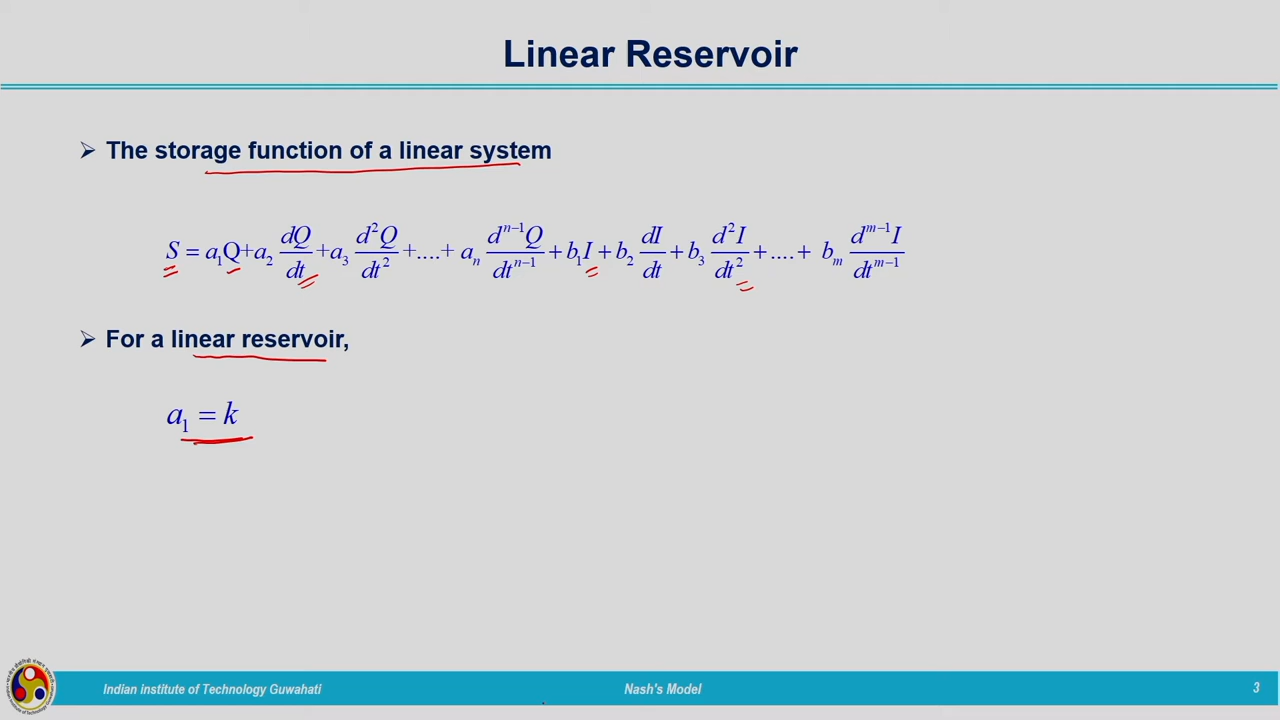 Linear Reservoir
➢ The storage function of a linear system
S = a₁Q+a₂ dQ/dt +a₃ d²Q/dt² +....+ aₙ dⁿ⁻¹Q/dtⁿ⁻¹ + b₁I + b₂ dI/dt + b₃ d²I/dt² + ....+ bₘ dᵐ⁻¹I/dtᵐ⁻¹
➢ For a linear reservoir,
a₁ = k
Indian institute of Technology Guwahati
Nash's Model
3